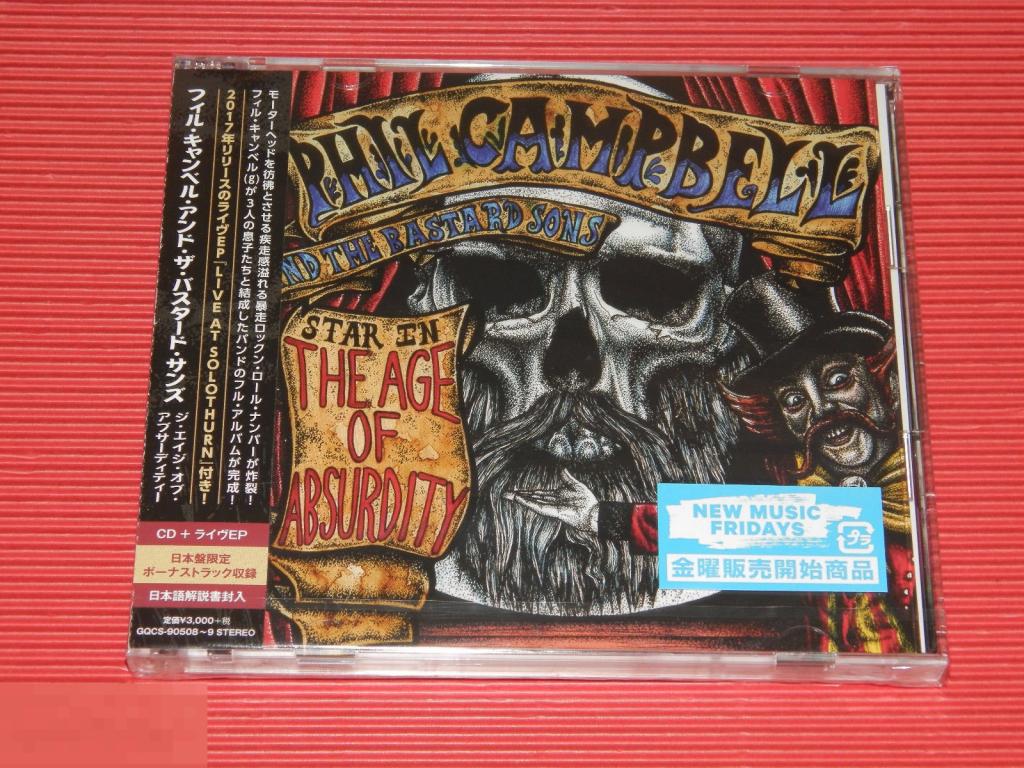 モーターヘッドを彷彿とさせる疾走感溢れる暴走ロックン・ロール・ナンバーが炸裂!
フィル・キャンベル(g)が3人の息子たちと結成したバンドのフル・アルバムが完成!
2017年リリースのライヴEP「LIVE AT SOLOTHURN」付き!
フィル・キャンベル・アンド・ザ・バスタード・サンズ
ジ・エイジ・オブ・
アブサーディティー
CD + ライヴEP
日本盤限定
ボーナストラック収録
日本語解説書封入
定価¥3,000+税
GQCS-90508~9 STEREO
PHIL CAMPBELL
ND THE BASTARD SONS
STAR IN
THE AGE
OF
ABSURDITY
NEW MUSIC
FRIDAYS
プラ
金曜販売開始商品